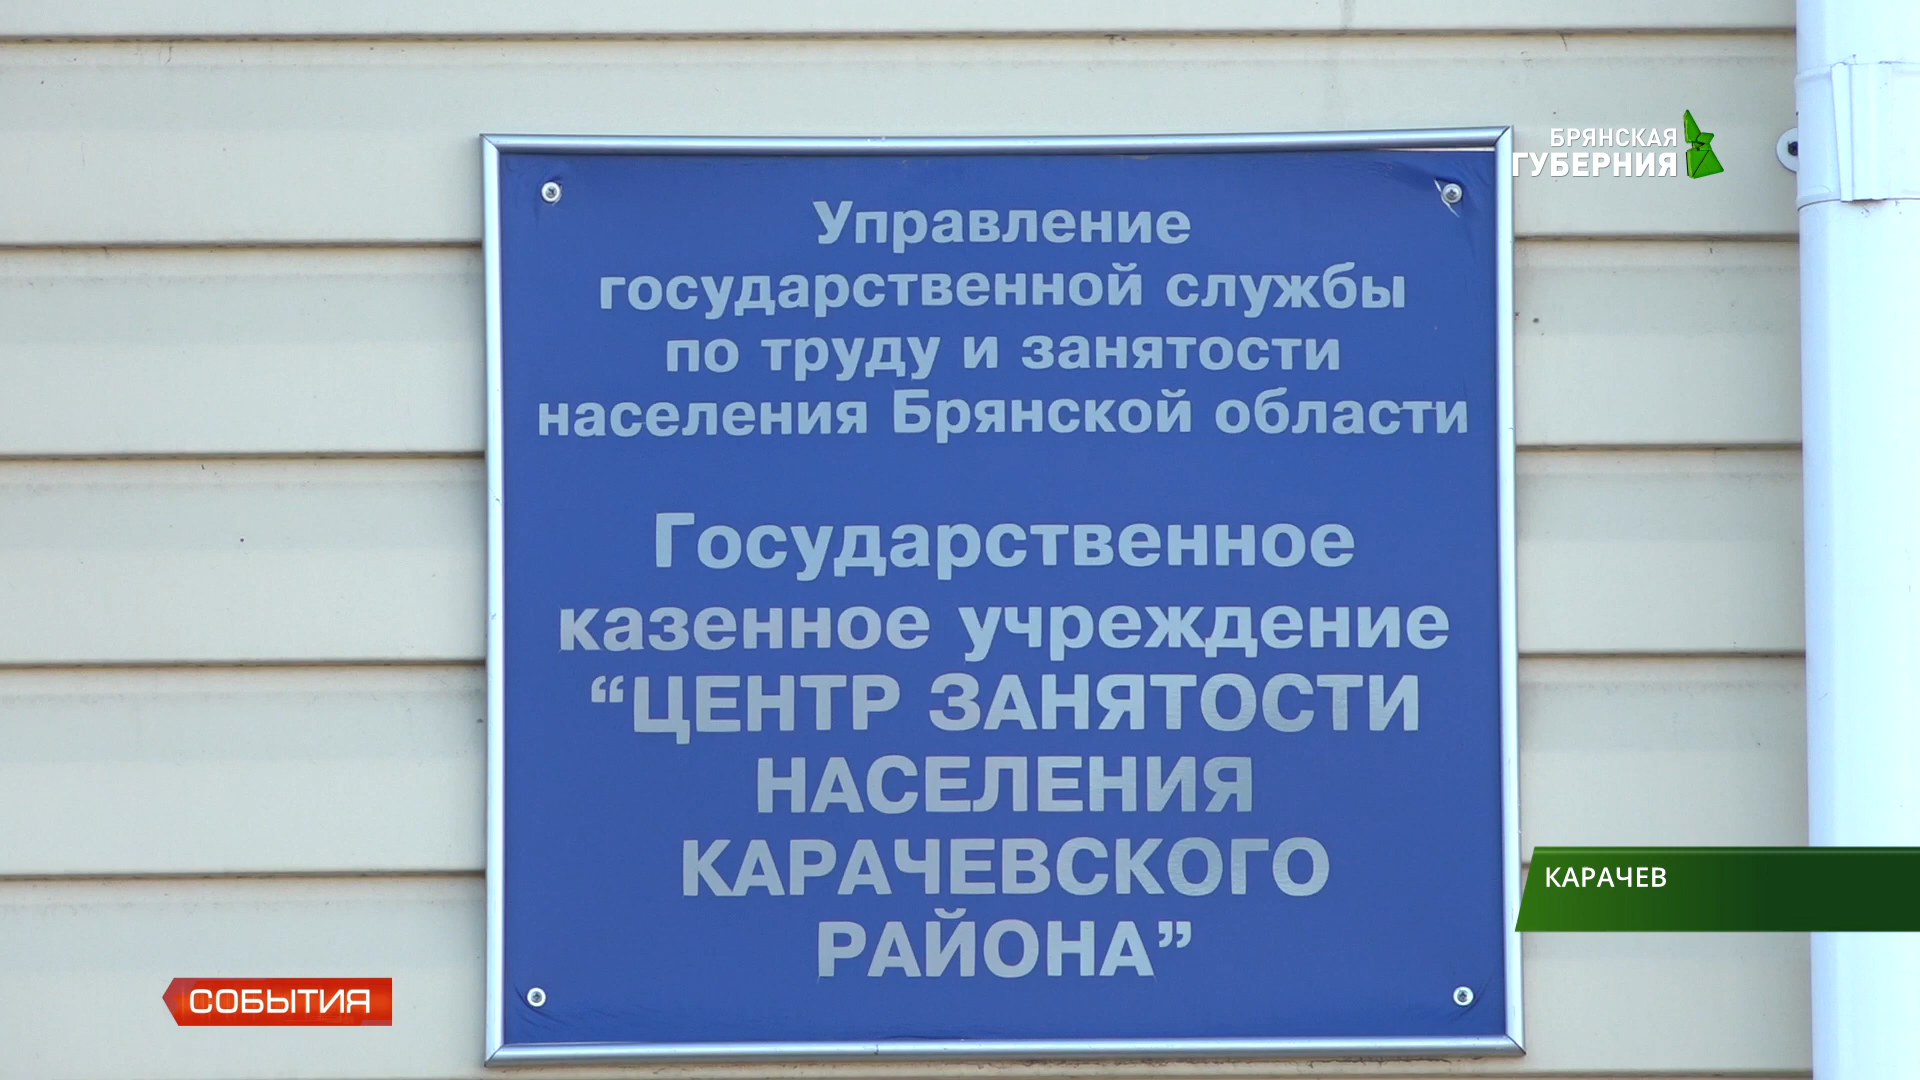 БРЯНСКАЯ
ГУБЕРНИЯ
Управление
государственной службы
по труду и занятости
населения Брянской области
Государственное
казенное учреждение
“ЦЕНТР ЗАНЯТОСТИ
НАСЕЛЕНИЯ
КАРАЧЕВСКОГО
РАЙОНА”
КАРАЧЕВ
СОБЫТИЯ